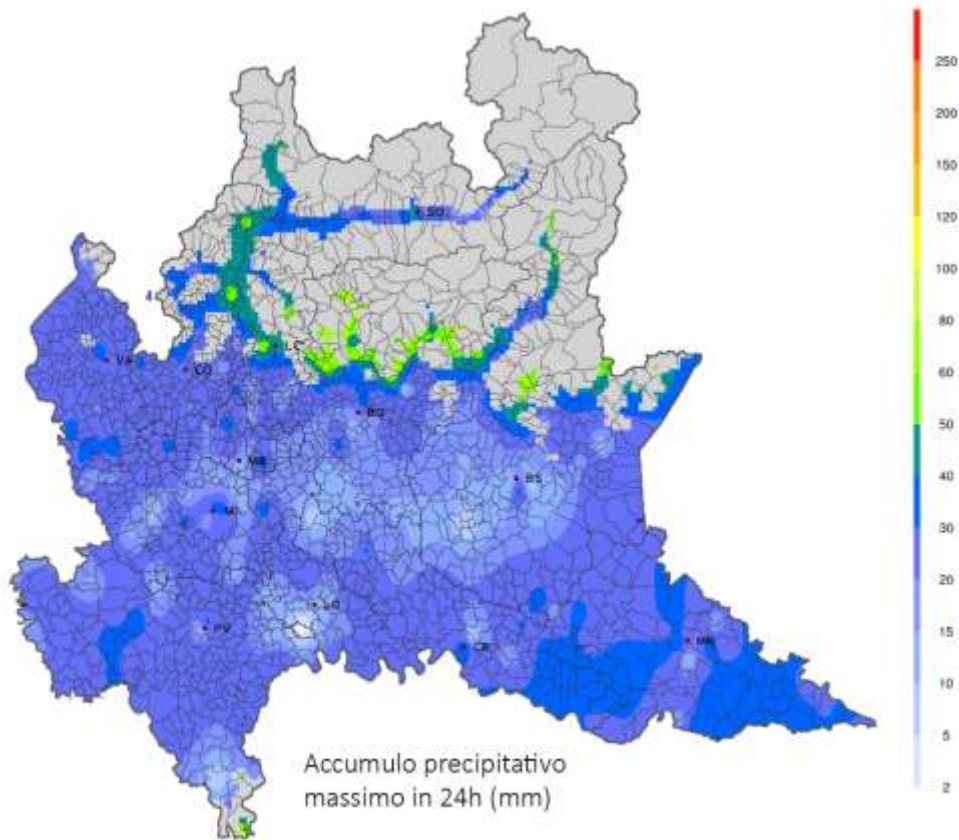 250
200
150
120
100
80
60
50
40
30
20
15
10
5
2
SO
LC
VA
CO
BG
MB
BS
MI
LO
PV
CR
MN
Accumulo precipitativo
massimo in 24h (mm)